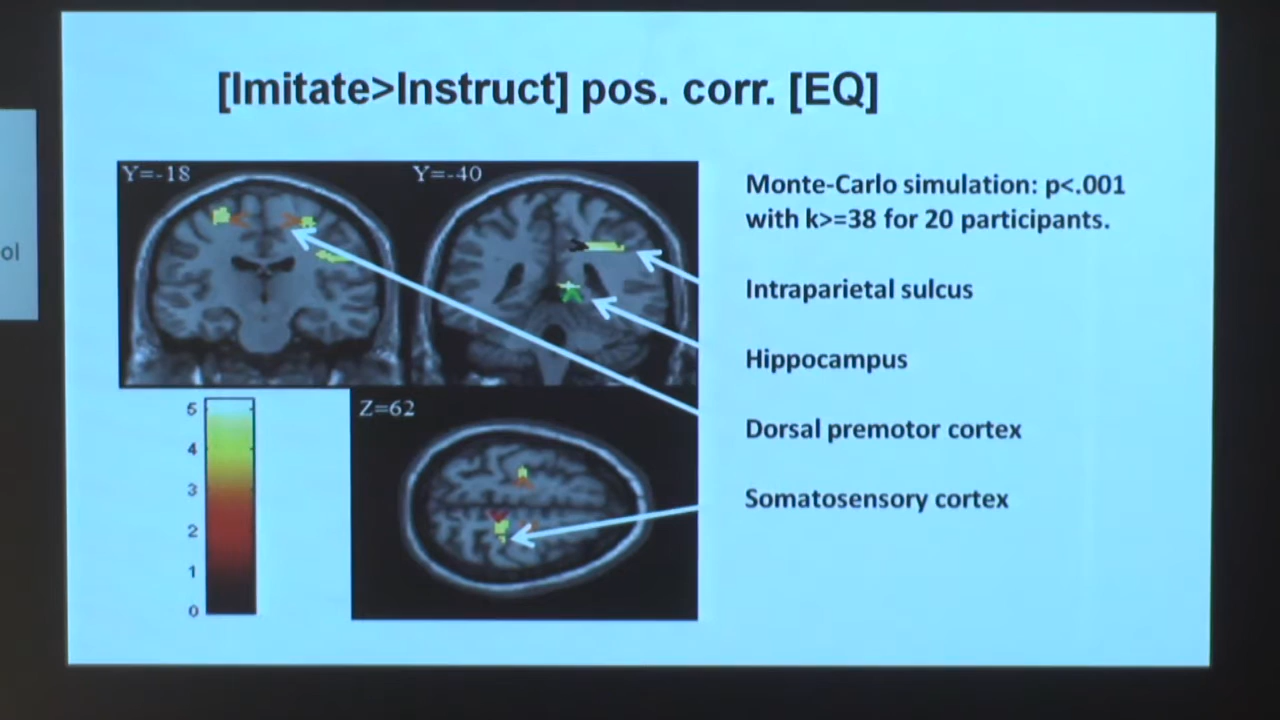 [Imitate>Instruct] pos. corr. [EQ]
Y=-18
Y=-40
Monte-Carlo simulation: p<.001
with k>=38 for 20 participants.
Intraparietal sulcus
Hippocampus
Dorsal premotor cortex
Somatosensory cortex
Z=62
5
4
3
2
1
0
ol